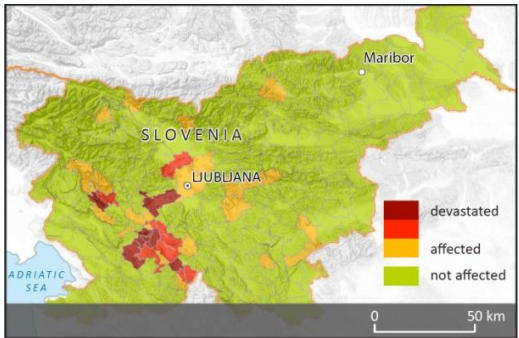 Maribor
SLOVENIA
LJUBLJANA
devastated
affected
ADRIATIC
SEA
not affected
0 50 km